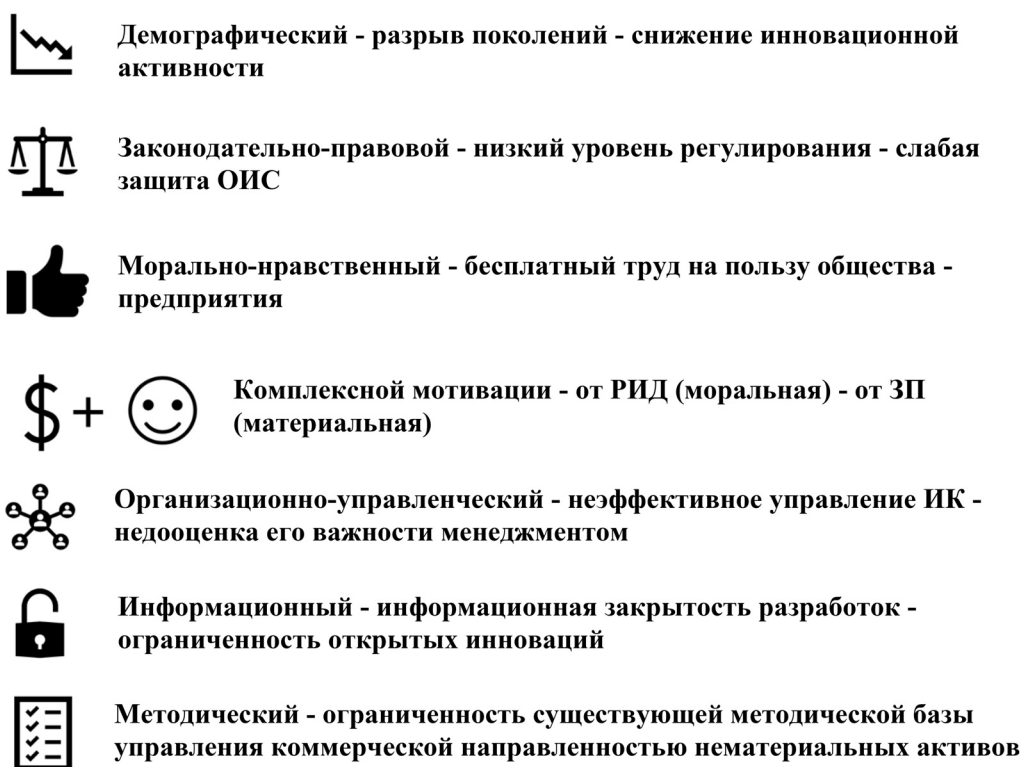 Демографический - разрыв поколений - снижение инновационной
активности
Законодательно-правовой - низкий уровень регулирования - слабая
защита ОИС
Морально-нравственный - бесплатный труд на пользу общества -
предприятия
$ +
Комплексной мотивации - от РИД (моральная) - от ЗП
(материальная)
Организационно-управленческий - неэффективное управление ИК -
недооценка его важности менеджментом
Информационный - информационная закрытость разработок -
ограниченность открытых инноваций
Методический - ограниченность существующей методической базы
управления коммерческой направленностью нематериальных активов